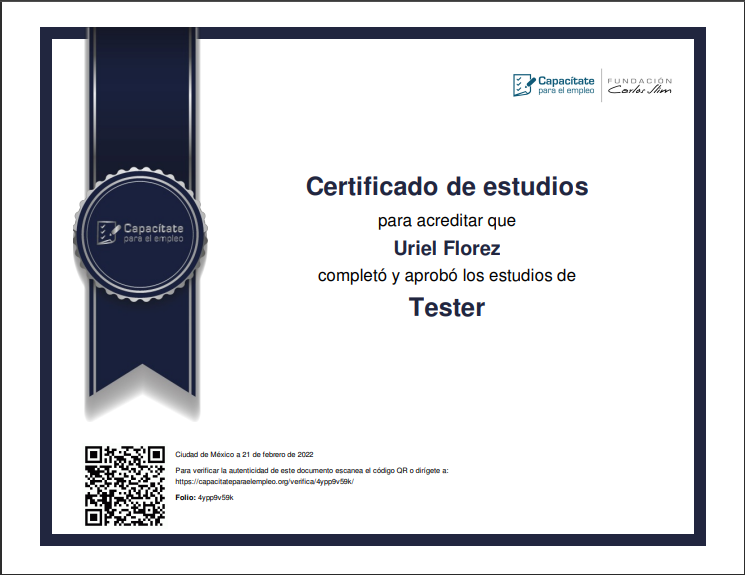 Capacítate
para el empleo
FUNDACIÓN
Carlos Slim
Certificado de estudios
para acreditar que
Uriel Florez
completó y aprobó los estudios de
Tester
Capacítate
para el empleo
Ciudad de México a 21 de febrero de 2022
Para verificar la autenticidad de este documento escanea el código QR o dirígete a:
https://capacitateparaelempleo.org/verifica/4ypp9v59k/
Folio: 4ypp9v59k